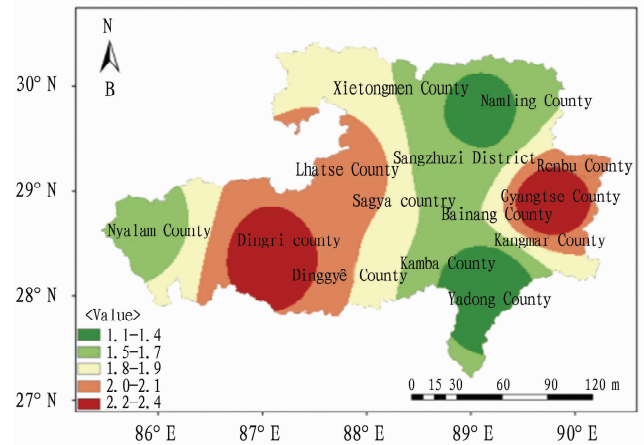 N
B
30° N
29° N
28° N
27° N
Xietongmen County
Namling County
Sangzhuzi District
Lhatse County
Renbu County
Sagya country
Gyangtse County
Bainang County
Nyalam County
Dingri county
Kangmar County
Kamba County
Dinggyê County
Yadong County
<Value>
1.1-1.4
1.5-1.7
1.8-1.9
2.0-2.1
2.2-2.4
0 15 30 60 90 120 m
86° E 87° E 88° E 89° E 90° E